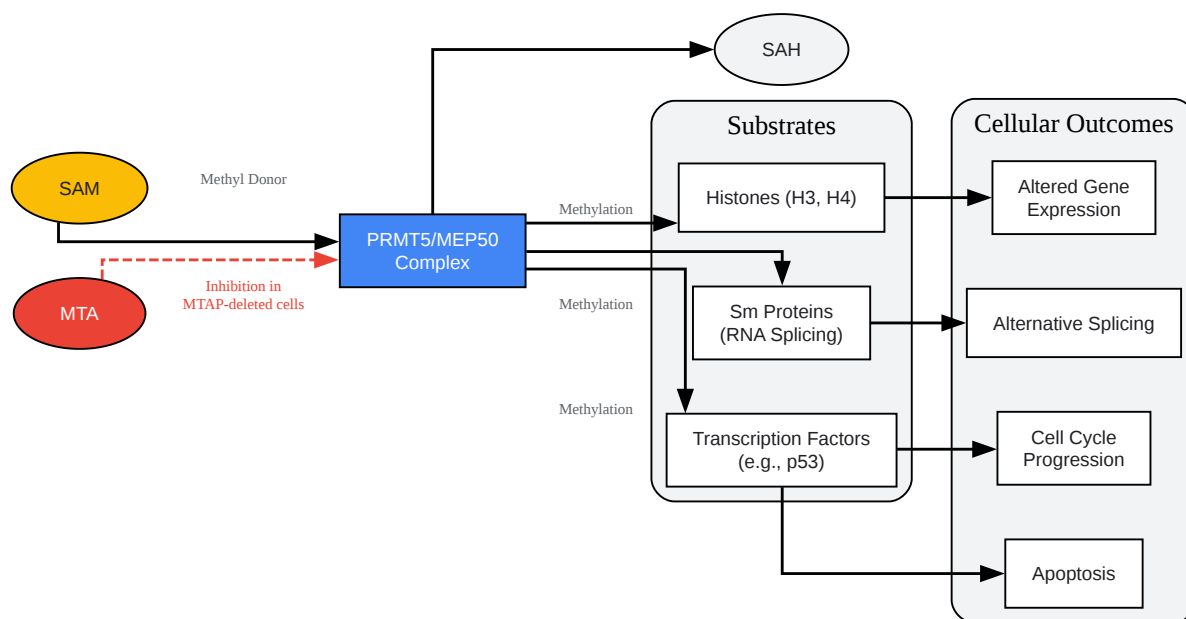 SAH
Substrates
Cellular Outcomes
SAM
Methyl Donor
Histones (H3, H4)
Altered Gene
Expression
Methylation
PRMT5/MEP50
Complex
MTA
Inhibition in
MTAP-deleted cells
Methylation
Sm Proteins
(RNA Splicing)
Alternative Splicing
Methylation
Transcription Factors
(e.g., p53)
Cell Cycle
Progression
Apoptosis